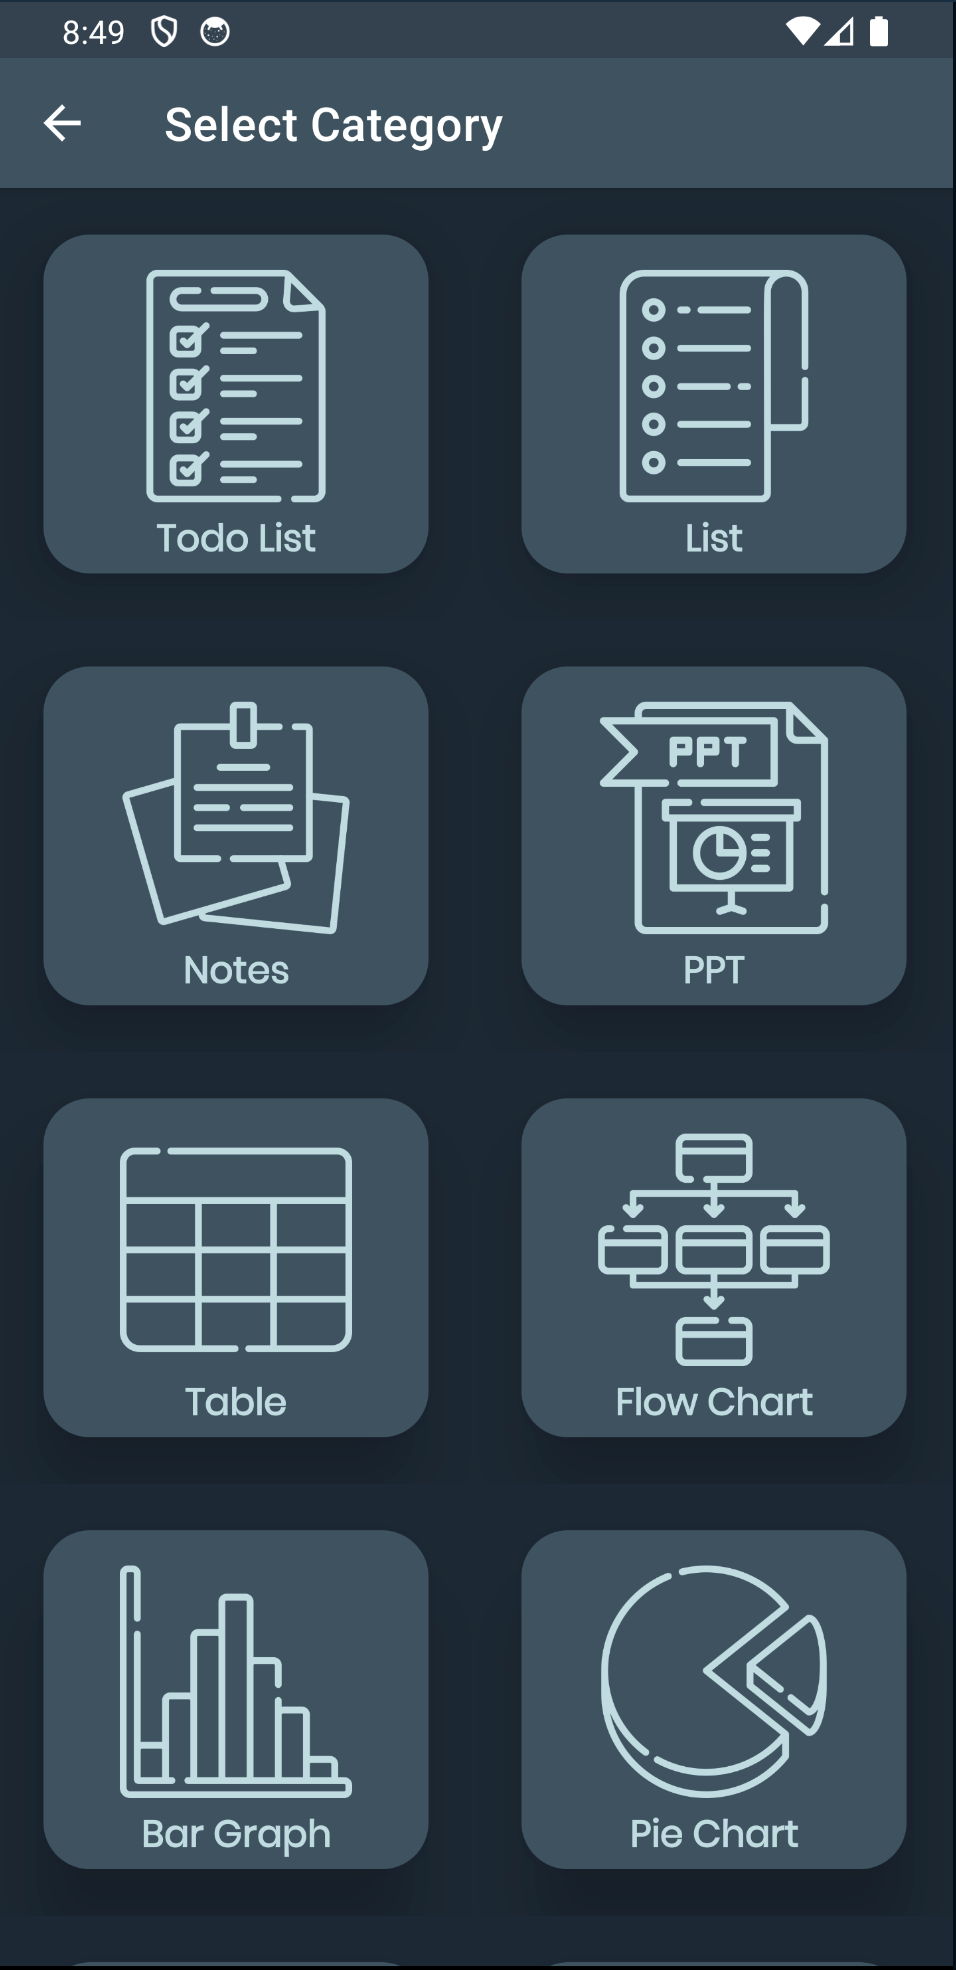 8:49
Select Category
Todo List
List
Notes
PPT
PPT
Table
Flow Chart
Bar Graph
Pie Chart